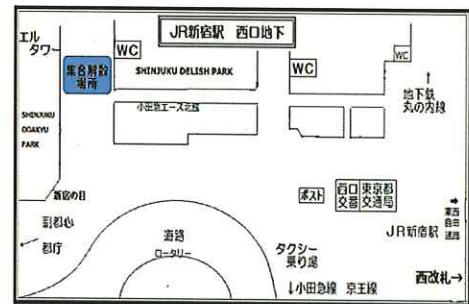 JR新宿駅 西口地下
エル
タワー
WC
集合解散
場所
SHINJUKU DELISH PARK
WC
WC
↑
地下鉄
丸の内線
小田急エース北館
SHINJUKU
ODAKYU
PARK
新宿の目
副都心
←
都庁
道路
ロータリー
ポスト
西口
交番
東京都
交通局
タクシー
乗り場
→
東西
自由
通路
JR新宿駅
西改札→
↓小田急線 京王線